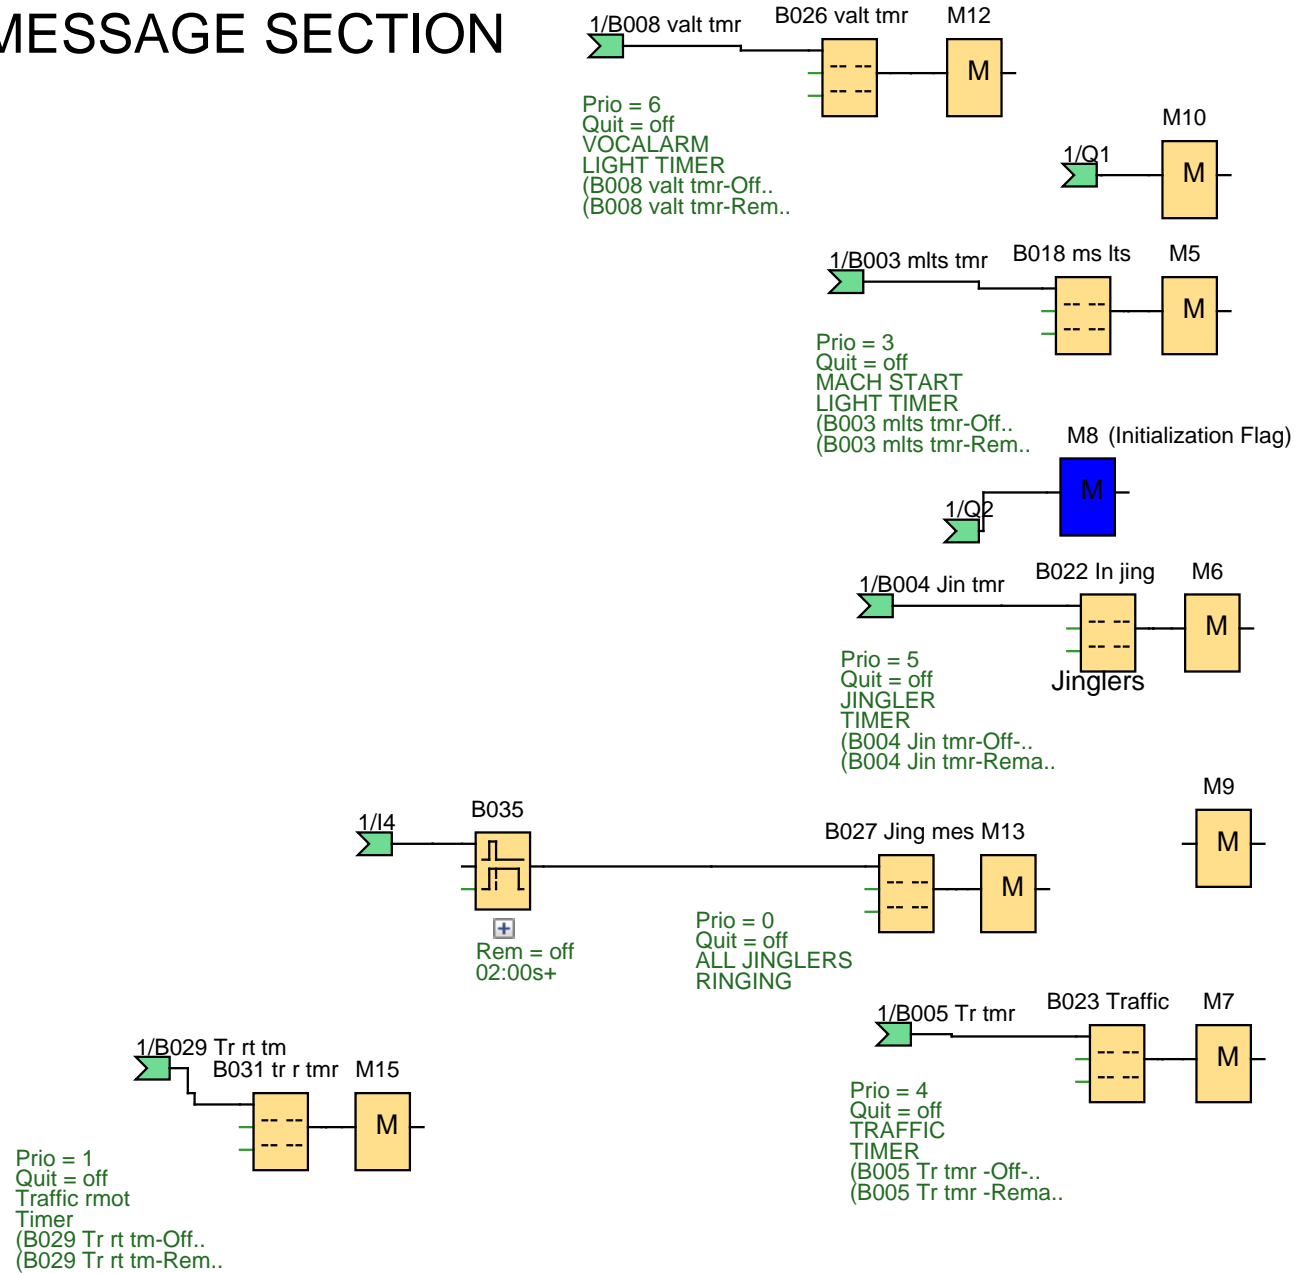 MESSAGE SECTION
1/B008 valt tmr
B026 valt tmr
M12
M
Prio = 6
Quit = off
VOCALARM
LIGHT TIMER
(B008 valt tmr-Off..
(B008 valt tmr-Rem..
M10
1/Q1
M
1/B003 mlts tmr
B018 ms lts
M5
M
Prio = 3
Quit = off
MACH START
LIGHT TIMER
(B003 mlts tmr-Off..
(B003 mlts tmr-Rem..
M8 (Initialization Flag)
M
1/Q2
1/B004 Jin tmr
B022 In jing
M6
M
Jinglers
Prio = 5
Quit = off
JINGLER
TIMER
(B004 Jin tmr-Off-..
(B004 Jin tmr-Rema..
M9
M
1/I4
B035
Rem = off
02:00s+
B027 Jing mes
M13
M
Prio = 0
Quit = off
ALL JINGLERS
RINGING
1/B005 Tr tmr
B023 Traffic
M7
M
Prio = 4
Quit = off
TRAFFIC
TIMER
(B005 Tr tmr -Off-..
(B005 Tr tmr -Rema..
1/B029 Tr rt tm
B031 tr r tmr
M15
M
Prio = 1
Quit = off
Traffic rmot
Timer
(B029 Tr rt tm-Off..
(B029 Tr rt tm-Rem..